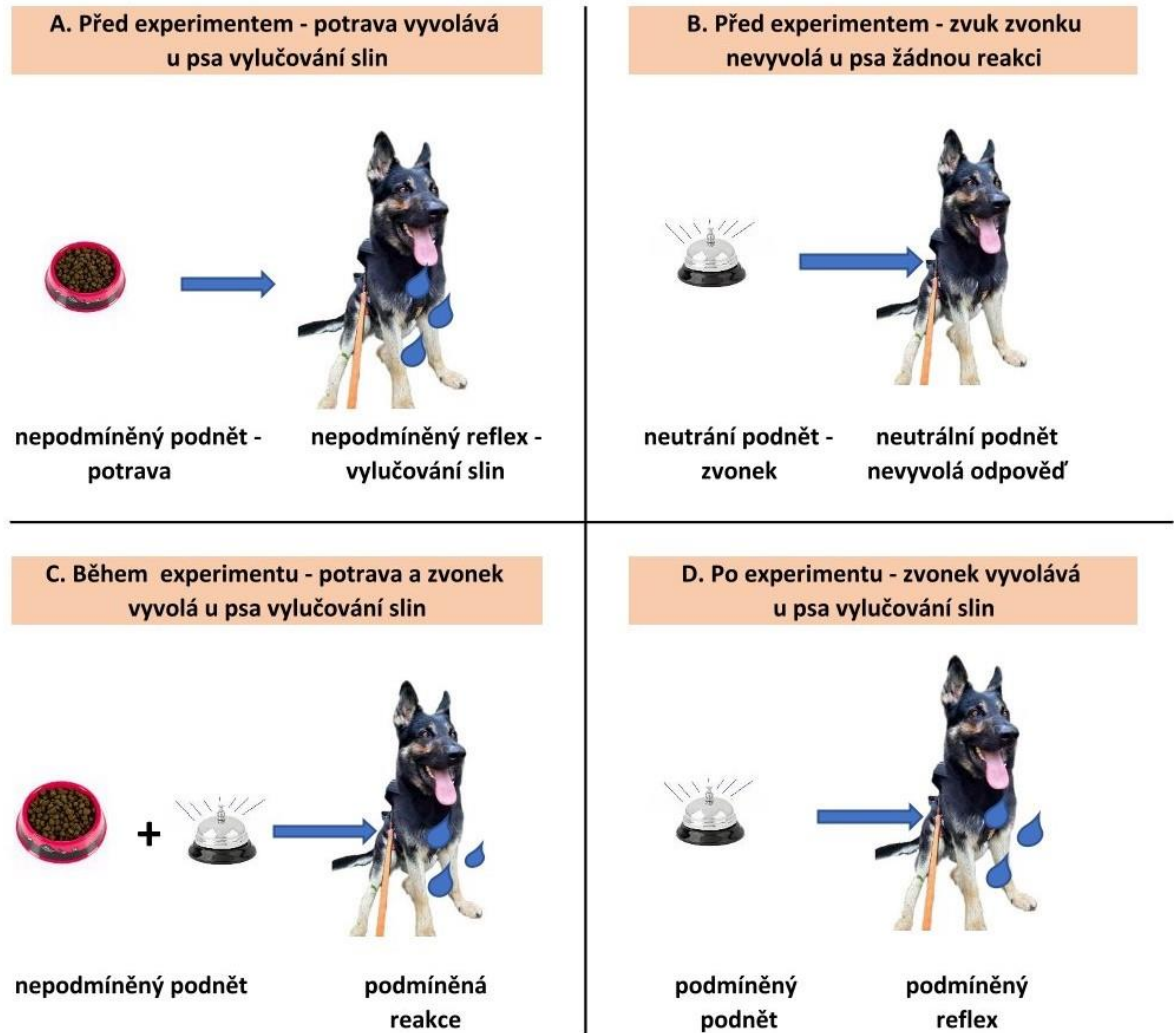 A. Před experimentem - potrava vyvolává
u psa vylučování slin
B. Před experimentem - zvuk zvonku
nevyvolá u psa žádnou reakci
nepodmíněný podnět -
potrava
nepodmíněný reflex -
vylučování slin
neutrání podnět -
zvonek
neutrální podnět
nevyvolá odpověď
C. Během experimentu - potrava a zvonek
vyvolá u psa vylučování slin
D. Po experimentu - zvonek vyvolává
u psa vylučování slin
+
nepodmíněný podnět
podmíněná
reakce
podmíněný
podnět
podmíněný
reflex